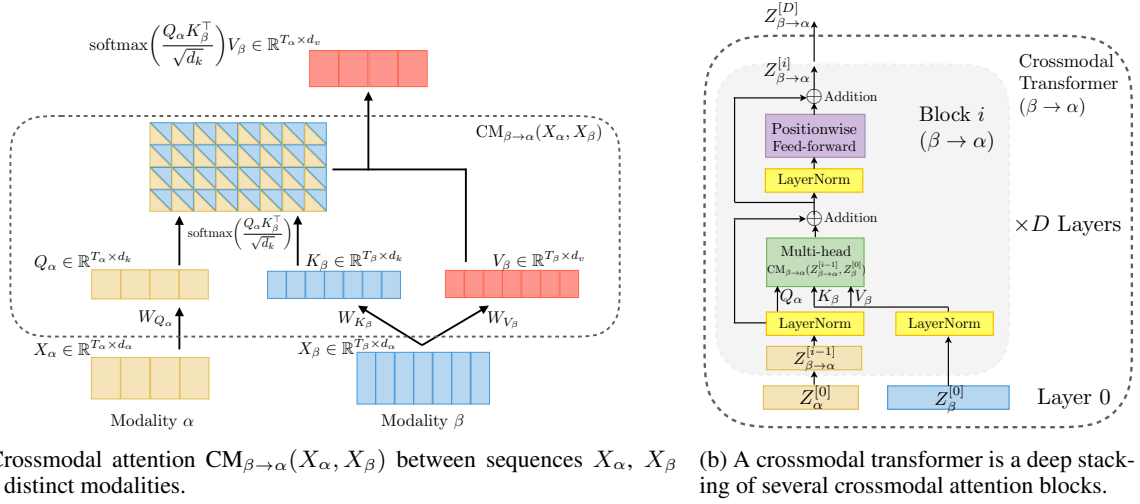 softmax(Q_α K_β^⊤ / √d_k) V_β ∈ ℝ^{T_α×d_v}
CM_{β→α}(X_α, X_β)
softmax(Q_α K_β^⊤ / √d_k)
Q_α ∈ ℝ^{T_α×d_k}
K_β ∈ ℝ^{T_β×d_k}
V_β ∈ ℝ^{T_β×d_v}
W_{Q_α}
W_{K_β}
W_{V_β}
X_α ∈ ℝ^{T_α×d_α}
X_β ∈ ℝ^{T_β×d_α}
Modality α
Modality β
Crossmodal attention CM_{β→α}(X_α, X_β) between sequences X_α, X_β
distinct modalities.
Z_{β→α}^{[D]}
Z_{β→α}^{[i]}
Crossmodal
Transformer
(β → α)
Addition
Block i
(β → α)
Positionwise
Feed-forward
LayerNorm
Addition
×D Layers
Multi-head
CM_{β→α}(Z_{β→α}^{[i−1]}, Z_β^{[0]})
Q_α K_β V_β
LayerNorm
LayerNorm
Z_{β→α}^{[i−1]}
Z_α^{[0]}
Z_β^{[0]}
Layer 0
(b) A crossmodal transformer is a deep stack-
ing of several crossmodal attention blocks.